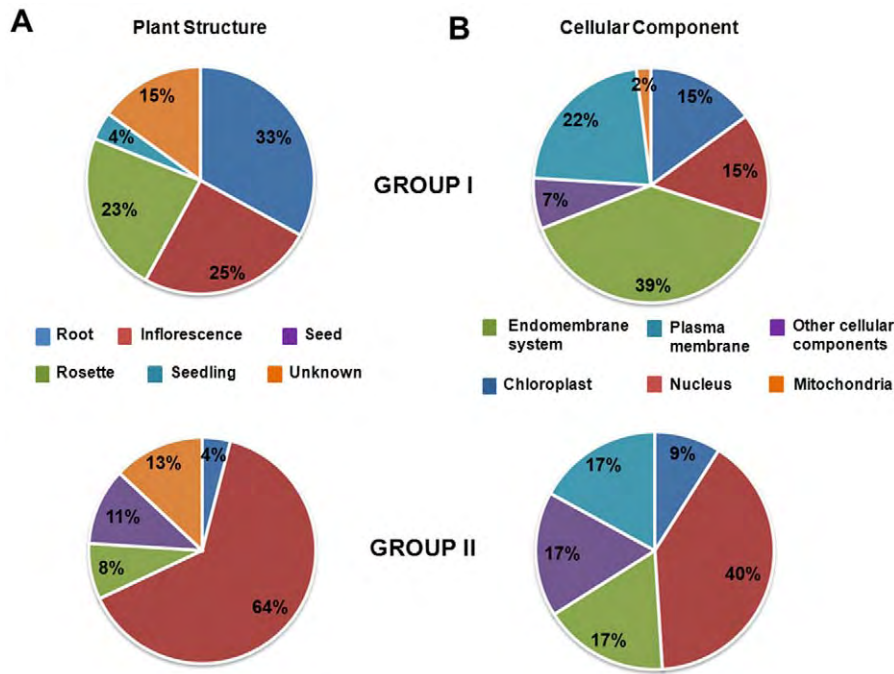 A
Plant Structure
15%
33%
4%
23%
25%
B
Cellular Component
2%
15%
22%
15%
7%
39%
GROUP I
Root
Inflorescence
Seed
Rosette
Seedling
Unknown
Endomembrane
system
Plasma
membrane
Other cellular
components
Chloroplast
Nucleus
Mitochondria
13%
4%
11%
8%
64%
GROUP II
17%
9%
17%
40%
17%